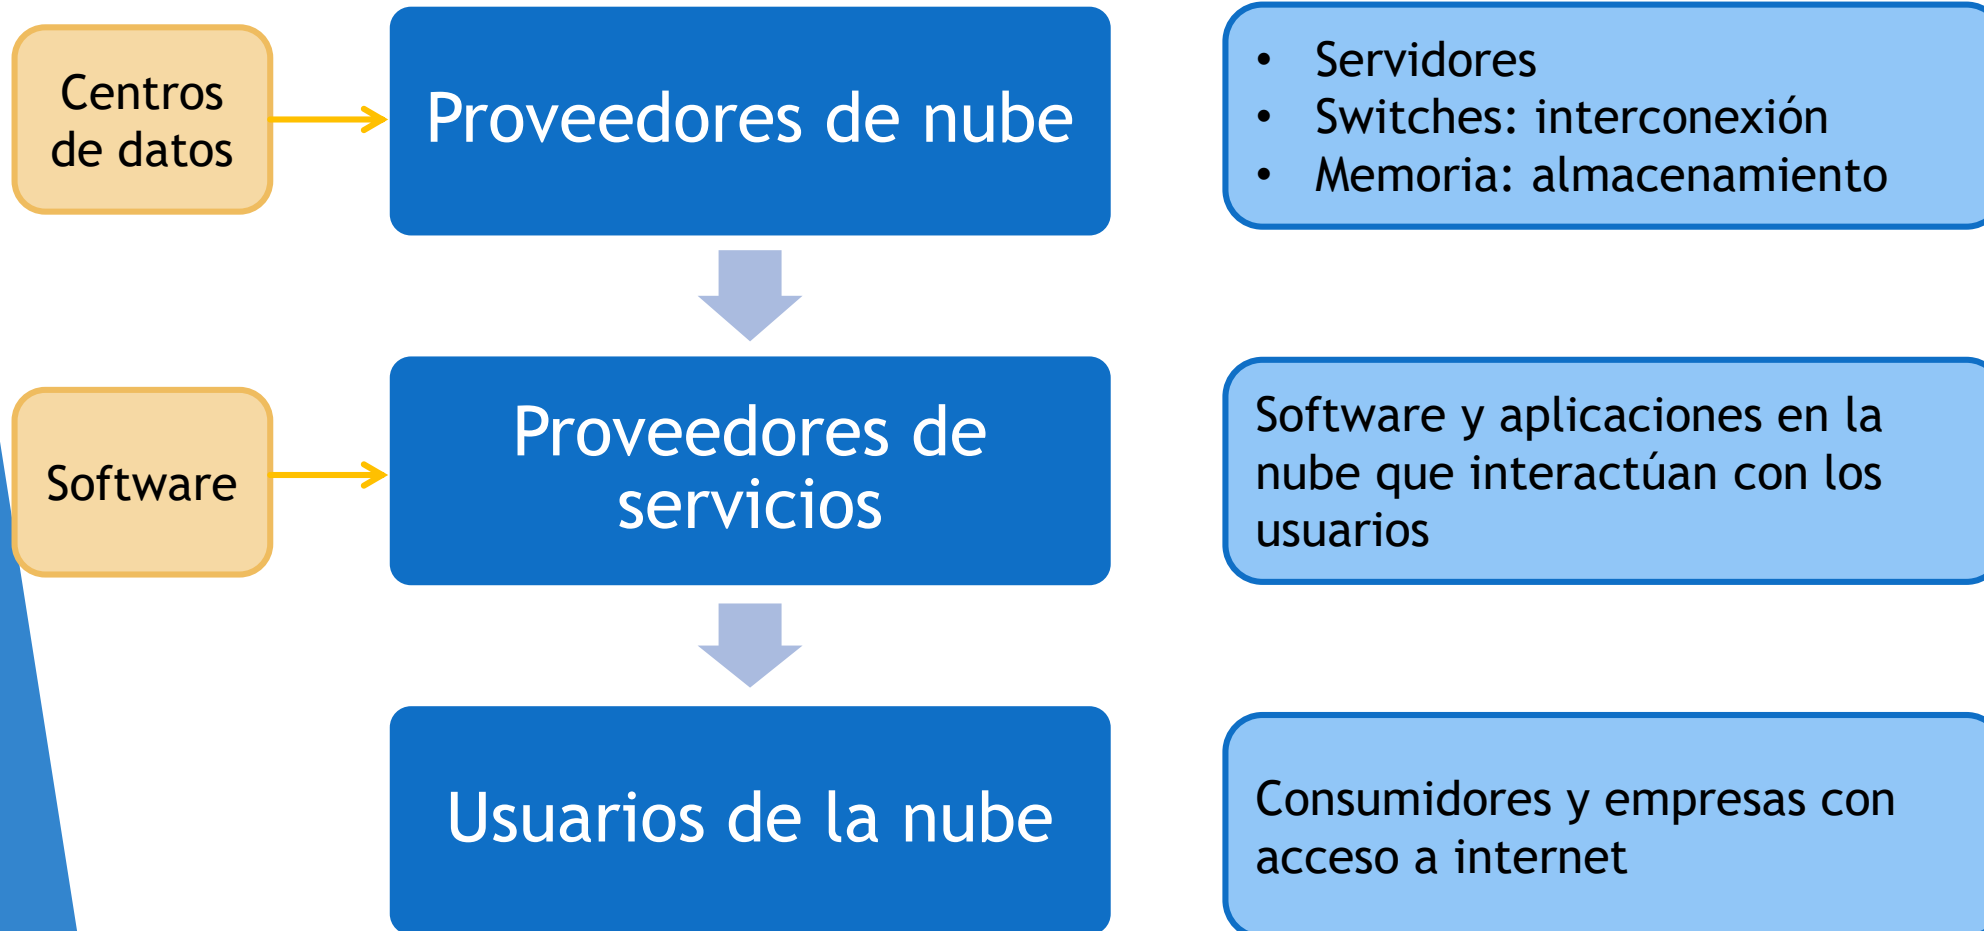 Centros
de datos
Proveedores de nube
• Servidores
• Switches: interconexión
• Memoria: almacenamiento
Software
Proveedores de
servicios
Software y aplicaciones en la
nube que interactúan con los
usuarios
Usuarios de la nube
Consumidores y empresas con
acceso a internet